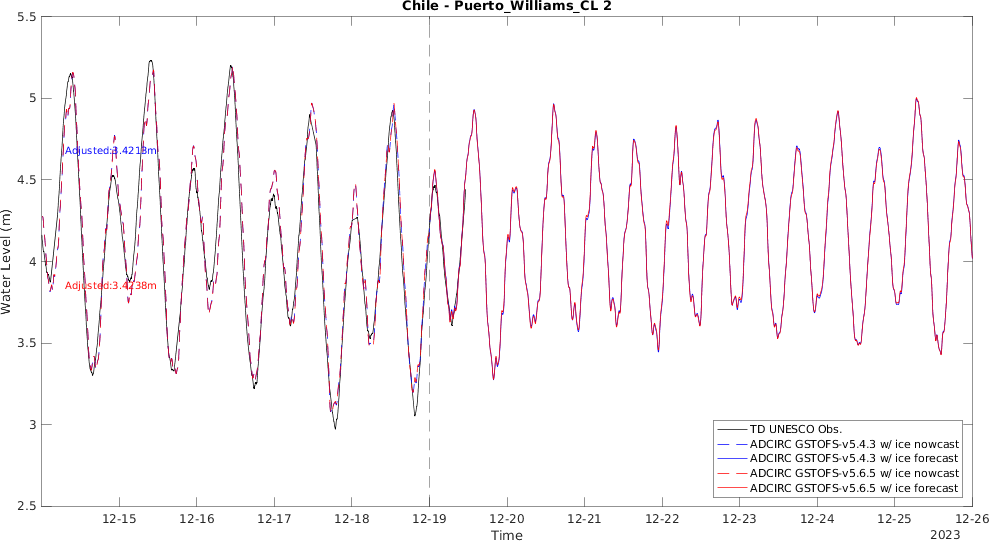 Chile - Puerto_Williams_CL 2
5.5
5
4.5
4
3.5
3
2.5
Water Level (m)
Adjusted:3.4213m
Adjusted:3.4238m
TD UNESCO Obs.
ADCIRC GSTOFS-v5.4.3 w/ ice nowcast
ADCIRC GSTOFS-v5.4.3 w/ ice forecast
ADCIRC GSTOFS-v5.6.5 w/ ice nowcast
ADCIRC GSTOFS-v5.6.5 w/ ice forecast
12-15 12-16 12-17 12-18 12-19 12-20 12-21 12-22 12-23 12-24 12-25 12-26
Time
2023